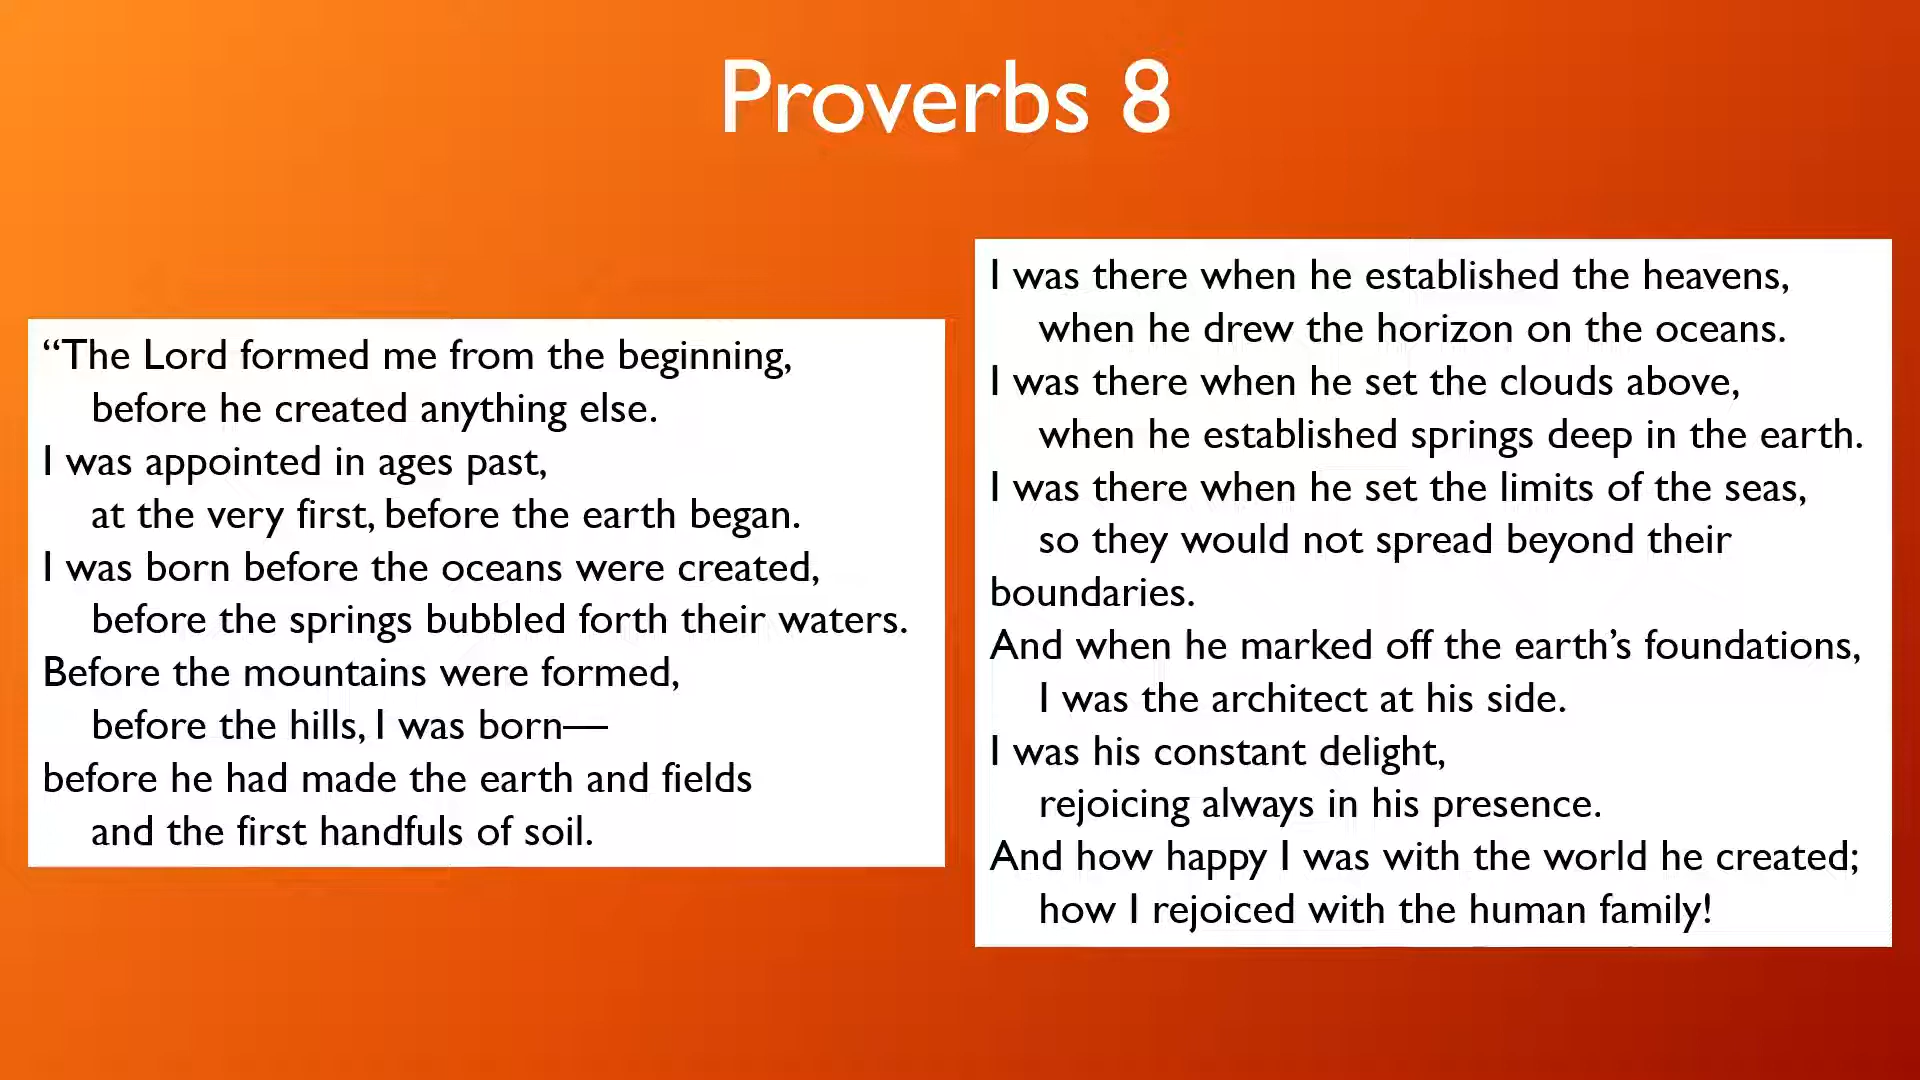 Proverbs 8
“The Lord formed me from the beginning,
before he created anything else.
I was appointed in ages past,
at the very first, before the earth began.
I was born before the oceans were created,
before the springs bubbled forth their waters.
Before the mountains were formed,
before the hills, I was born—
before he had made the earth and fields
and the first handfuls of soil.
I was there when he established the heavens,
when he drew the horizon on the oceans.
I was there when he set the clouds above,
when he established springs deep in the earth.
I was there when he set the limits of the seas,
so they would not spread beyond their
boundaries.
And when he marked off the earth’s foundations,
I was the architect at his side.
I was his constant delight,
rejoicing always in his presence.
And how happy I was with the world he created;
how I rejoiced with the human family!